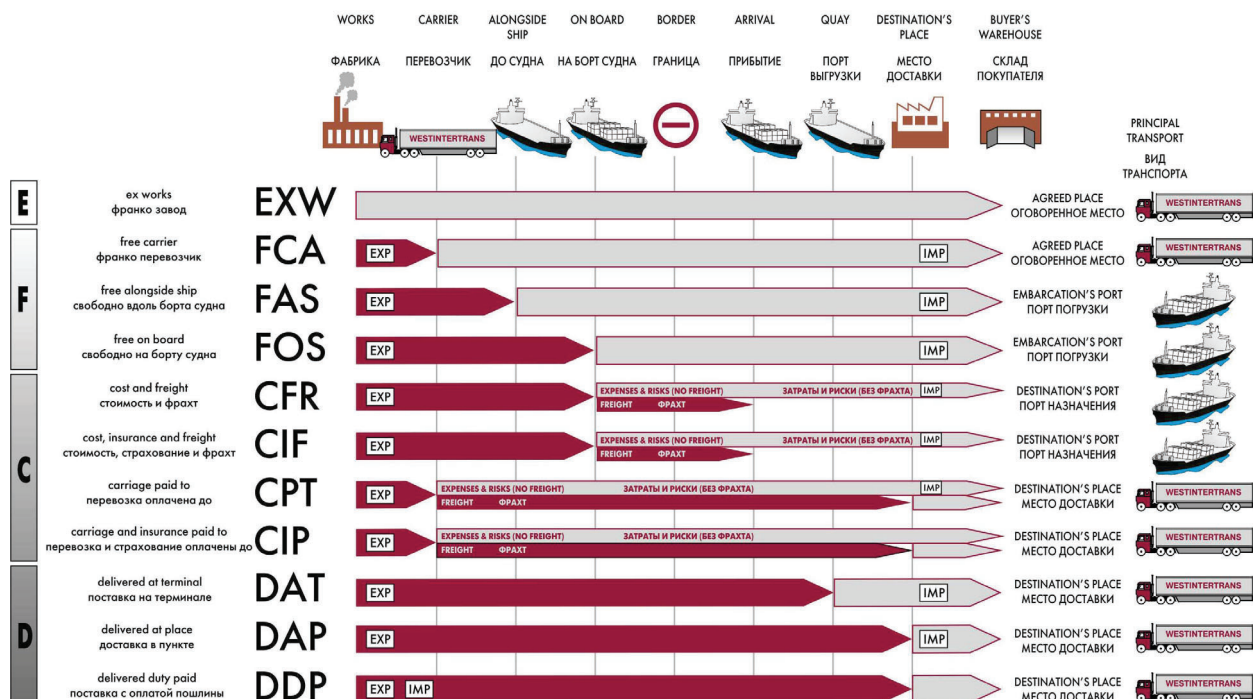 WORKS
CARRIER
ALONGSIDE
SHIP
ON BOARD
BORDER
ARRIVAL
QUAY
DESTINATION'S
PLACE
BUYER'S
WAREHOUSE
ФАБРИКА
ПЕРЕВОЗЧИК
ДО СУДНА
НА БОРТ СУДНА
ГРАНИЦА
ПРИБЫТИЕ
ПОРТ
ВЫГРУЗКИ
МЕСТО
ДОСТАВКИ
СКЛАД
ПОКУПАТЕЛЯ
WESTINTERTRANS
PRINCIPAL
TRANSPORT
ВИД
ТРАНСПОРТА
E
ex works
франко завод
EXW
AGREED PLACE
ОГОВОРЕННОЕ МЕСТО
WESTINTERTRANS
F
free carrier
франко перевозчик
FCA
EXP
IMP
AGREED PLACE
ОГОВОРЕННОЕ МЕСТО
WESTINTERTRANS
free alongside ship
свободно вдоль борта судна
FAS
EXP
IMP
EMBARCATION'S PORT
ПОРТ ПОГРУЗКИ
free on board
свободно на борту судна
FOS
EXP
IMP
EMBARCATION'S PORT
ПОРТ ПОГРУЗКИ
C
cost and freight
стоимость и фрахт
CFR
EXP
EXPENSES & RISKS (NO FREIGHT) ЗАТРАТЫ И РИСКИ (БЕЗ ФРАХТА) IMP
FREIGHT ФРАХТ
DESTINATION'S PORT
ПОРТ НАЗНАЧЕНИЯ
cost, insurance and freight
стоимость, страхование и фрахт
CIF
EXP
EXPENSES & RISKS (NO FREIGHT) ЗАТРАТЫ И РИСКИ (БЕЗ ФРАХТА) IMP
FREIGHT ФРАХТ
DESTINATION'S PORT
ПОРТ НАЗНАЧЕНИЯ
carriage paid to
перевозка оплачена до
CPT
EXP
EXPENSES & RISKS (NO FREIGHT) ЗАТРАТЫ И РИСКИ (БЕЗ ФРАХТА) IMP
FREIGHT ФРАХТ
DESTINATION'S PLACE
МЕСТО ДОСТАВКИ
WESTINTERTRANS
carriage and insurance paid to
перевозка и страхование оплачены до
CIP
EXP
EXPENSES & RISKS (NO FREIGHT) ЗАТРАТЫ И РИСКИ (БЕЗ ФРАХТА)
FREIGHT ФРАХТ
DESTINATION'S PLACE
МЕСТО ДОСТАВКИ
WESTINTERTRANS
D
delivered at terminal
поставка на терминале
DAT
EXP
IMP
DESTINATION'S PLACE
МЕСТО ДОСТАВКИ
WESTINTERTRANS
delivered at place
доставка в пункте
DAP
EXP
IMP
DESTINATION'S PLACE
МЕСТО ДОСТАВКИ
WESTINTERTRANS
delivered duty paid
поставка с оплатой пошлины
DDP
EXP
IMP
DESTINATION'S PLACE
МЕСТО ДОСТАВКИ
WESTINTERTRANS